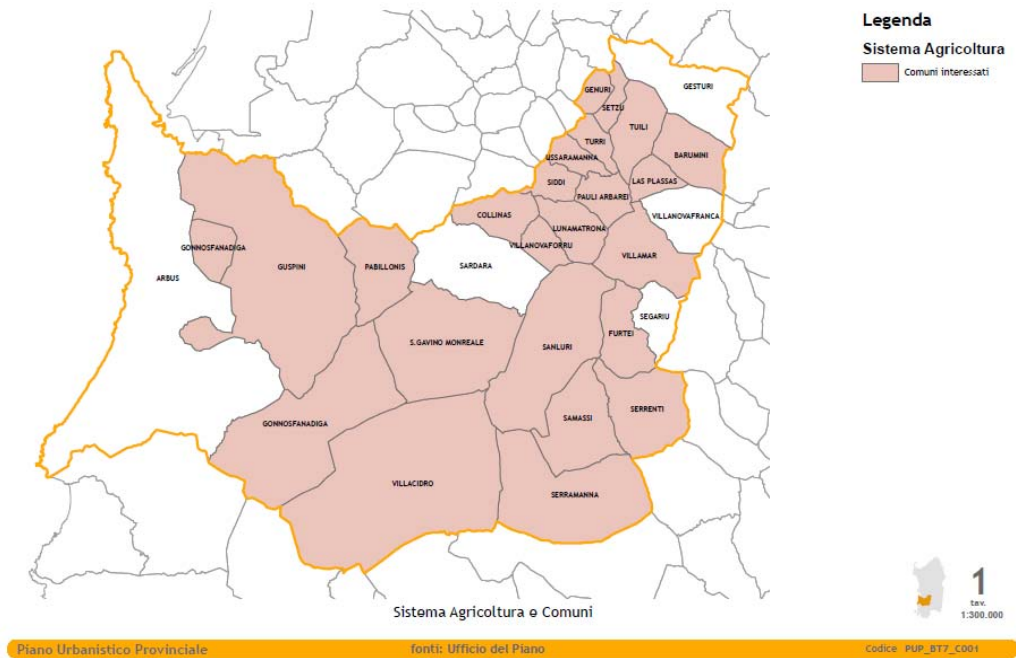 Legenda
Sistema Agricoltura
Comuni interessati
GENURI
GESTURI
SETZU
TUILI
TURRI
BARUMINI
USSARAMANNA
SIDDI
LAS PLASSAS
PAULI ARBAREI
COLLINAS
VILLANOVAFRANCA
LUNAMATRONA
VILLANOVAFORRU
GONNOSFANADIGA
VILLAMAR
ARBUS
GUSPINI
PABILLONIS
SARDARA
SEGARIU
FURTEI
S.GAVINO MONREALE
SANLURI
GONNOSFANADIGA
SAMASSI
SERRENTI
VILLACIDRO
SERRAMANNA
Sistema Agricoltura e Comuni
1
tav.
1:300.000
Piano Urbanistico Provinciale
fonti: Ufficio del Piano
Codice PUP_BT7_C001